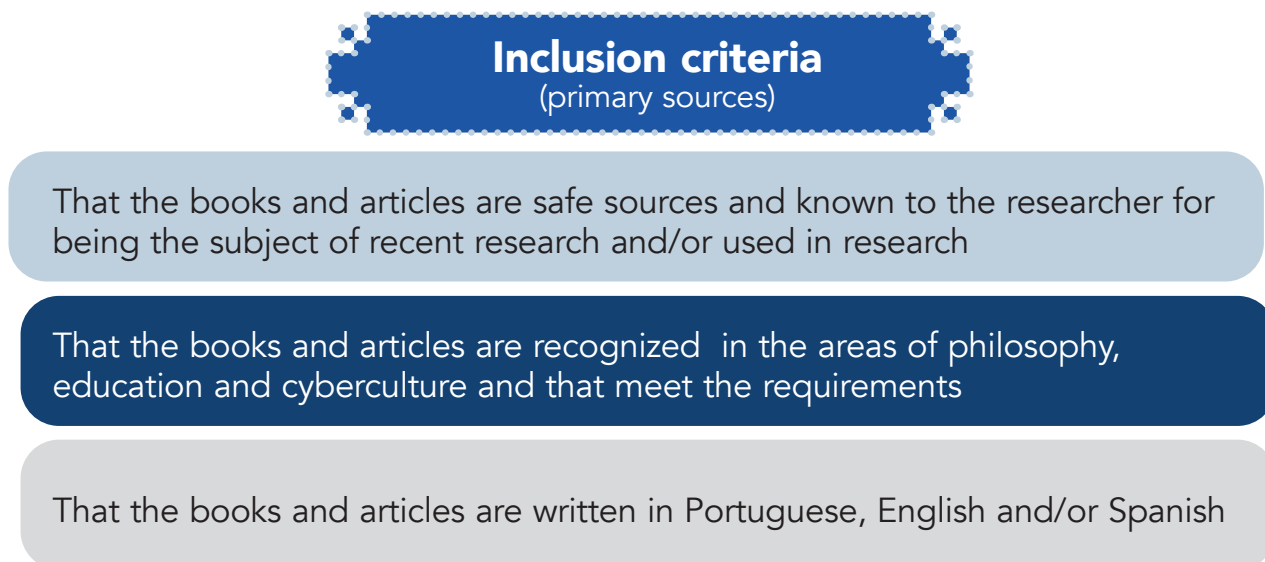 Inclusion criteria
(primary sources)
That the books and articles are safe sources and known to the researcher for
being the subject of recent research and/or used in research
That the books and articles are recognized  in the areas of philosophy,
education and cyberculture and that meet the requirements
That the books and articles are written in Portuguese, English and/or Spanish